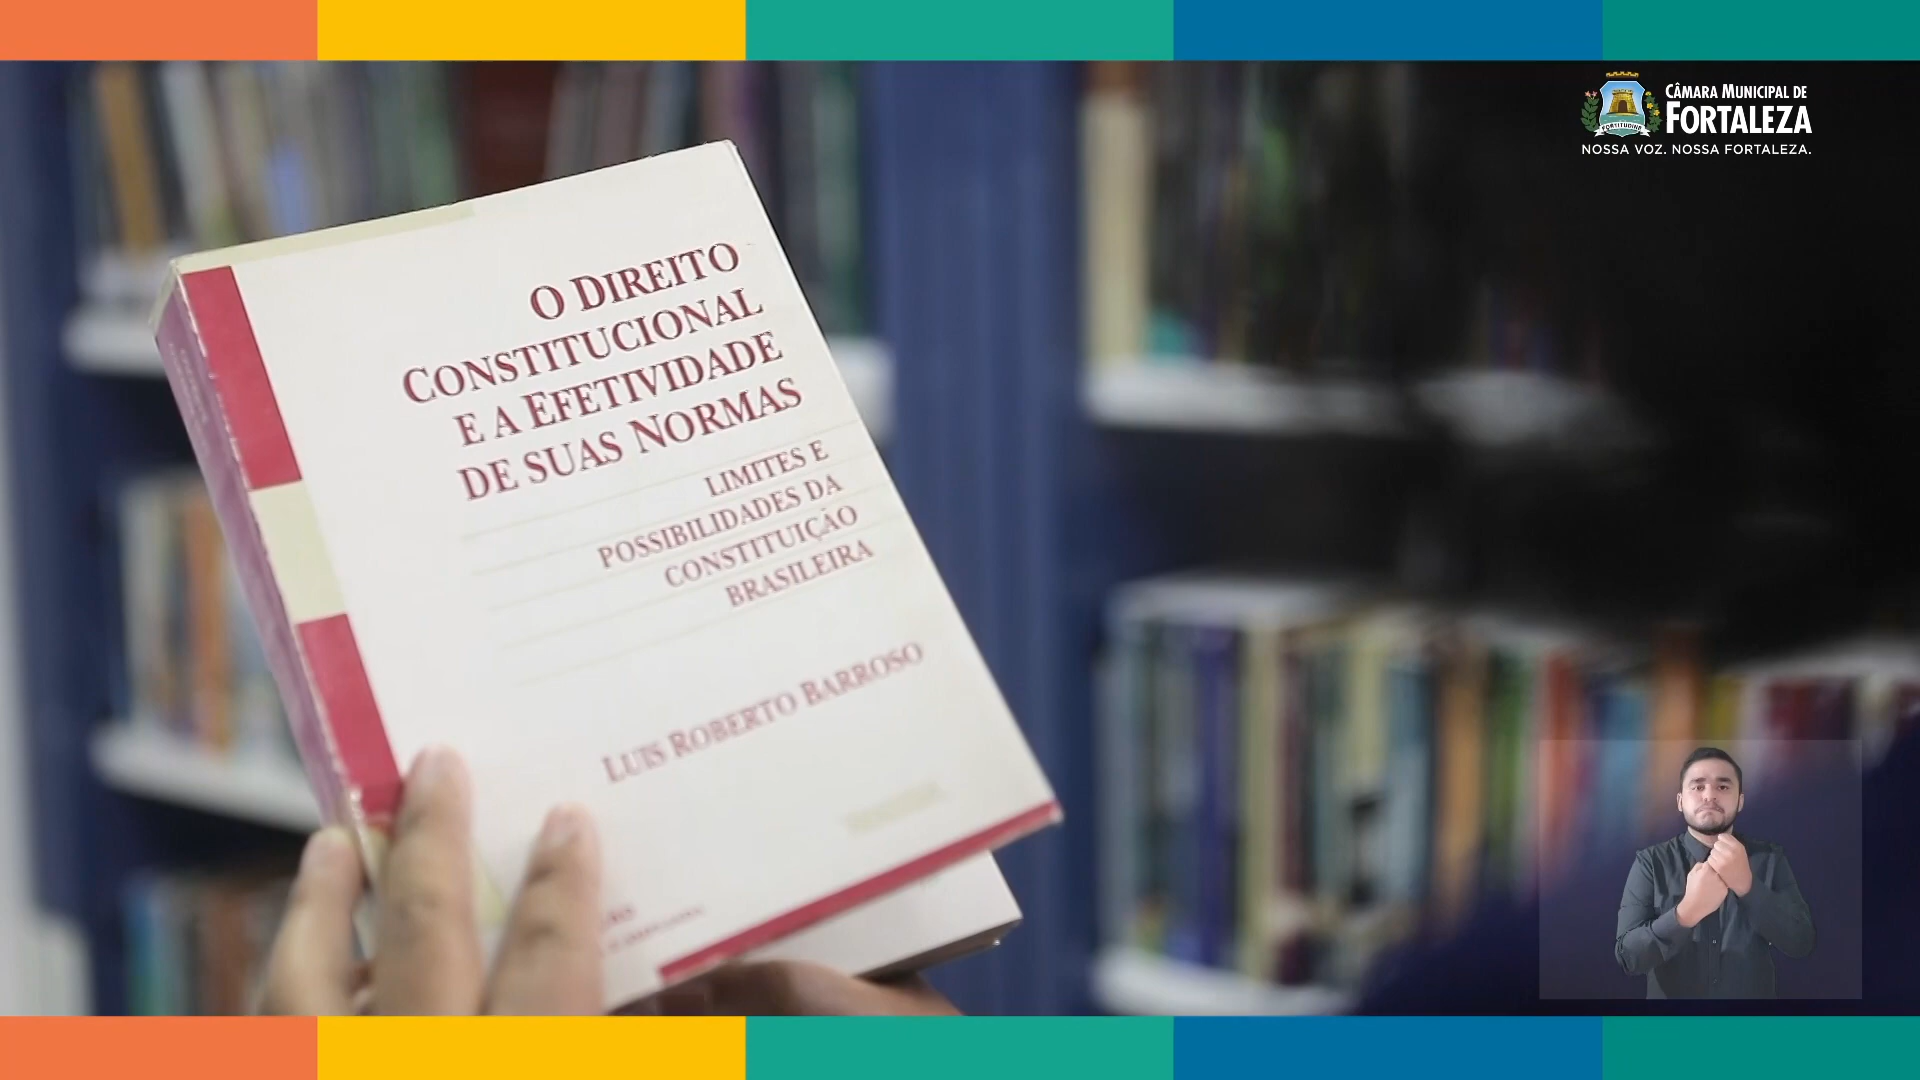 CÂMARA MUNICIPAL DE
FORTALEZA
NOSSA VOZ. NOSSA FORTALEZA.
O DIREITO
CONSTITUCIONAL
E A EFETIVIDADE
DE SUAS NORMAS
LIMITES E
POSSIBILIDADES DA
CONSTITUIÇÃO
BRASILEIRA
LUIS ROBERTO BARROSO